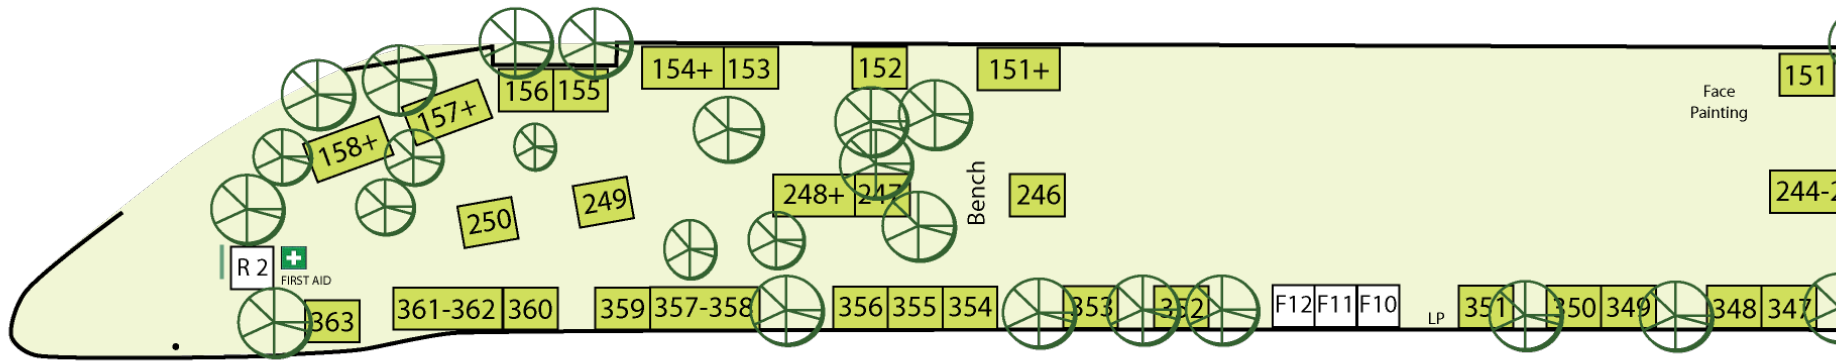 154+ 153 152 151+ 151
156 155
157+
158+
Face
Painting
248+ 247 246 244-2
249
250
Bench
R 2
FIRST AID
363 361-362 360 359 357-358 356 355 354 353 352 F12 F11 F10 LP 351 350 349 348 347